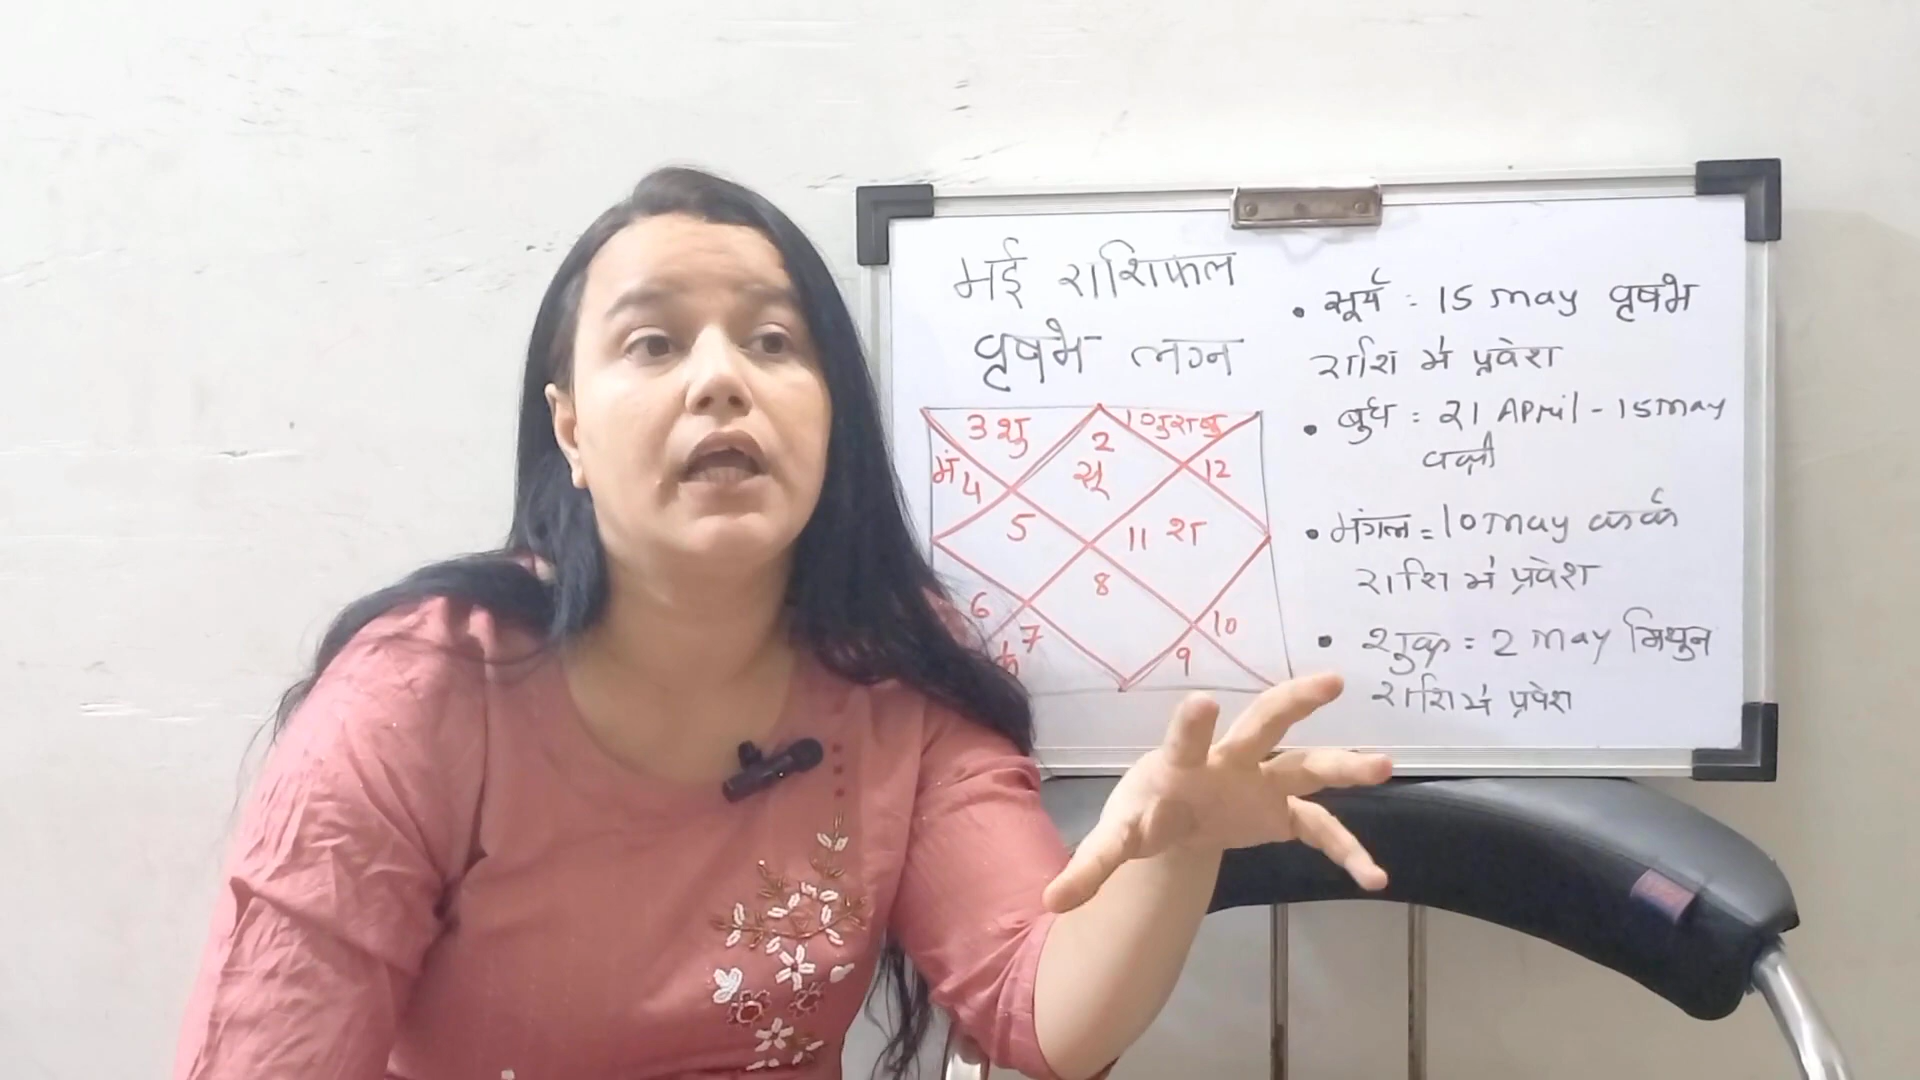 मई राशिफल
वृषभ लग्न
3 शु
2
सू
1 गु रा बु
मं 4
12
5
11 श
8
6
7
के
10
9
• सूर्य : 15 may वृषभ
राशि में प्रवेश
• बुध : 21 April - 15 may
वक्री
• मंगल = 10 may कर्क
राशि में प्रवेश
• शुक्र = 2 may मिथुन
राशि में प्रवेश